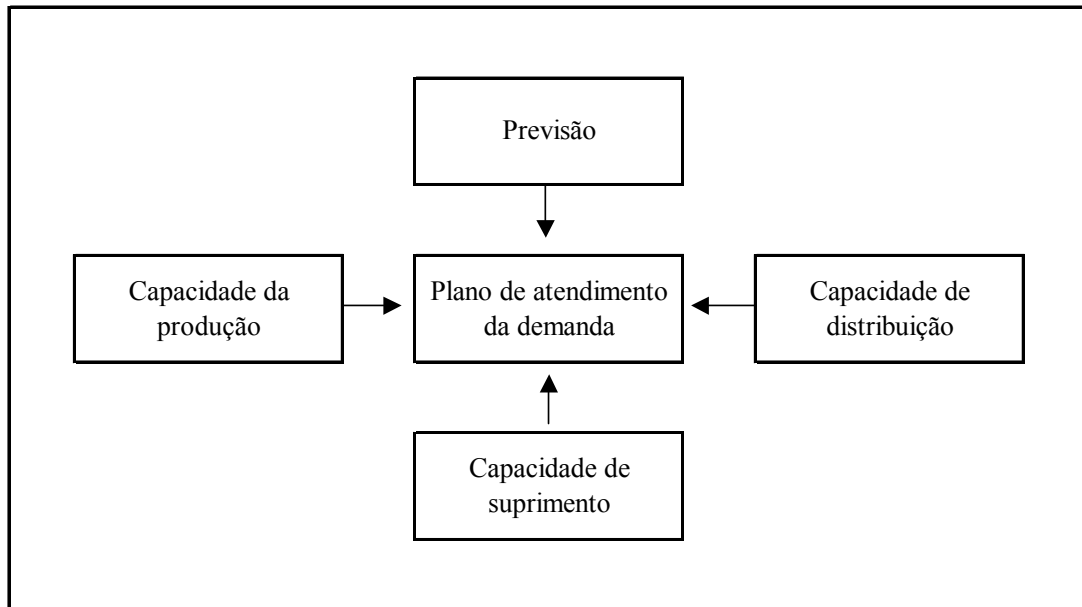 Previsão
Capacidade da
produção
Plano de atendimento
da demanda
Capacidade de
distribuição
Capacidade de
suprimento